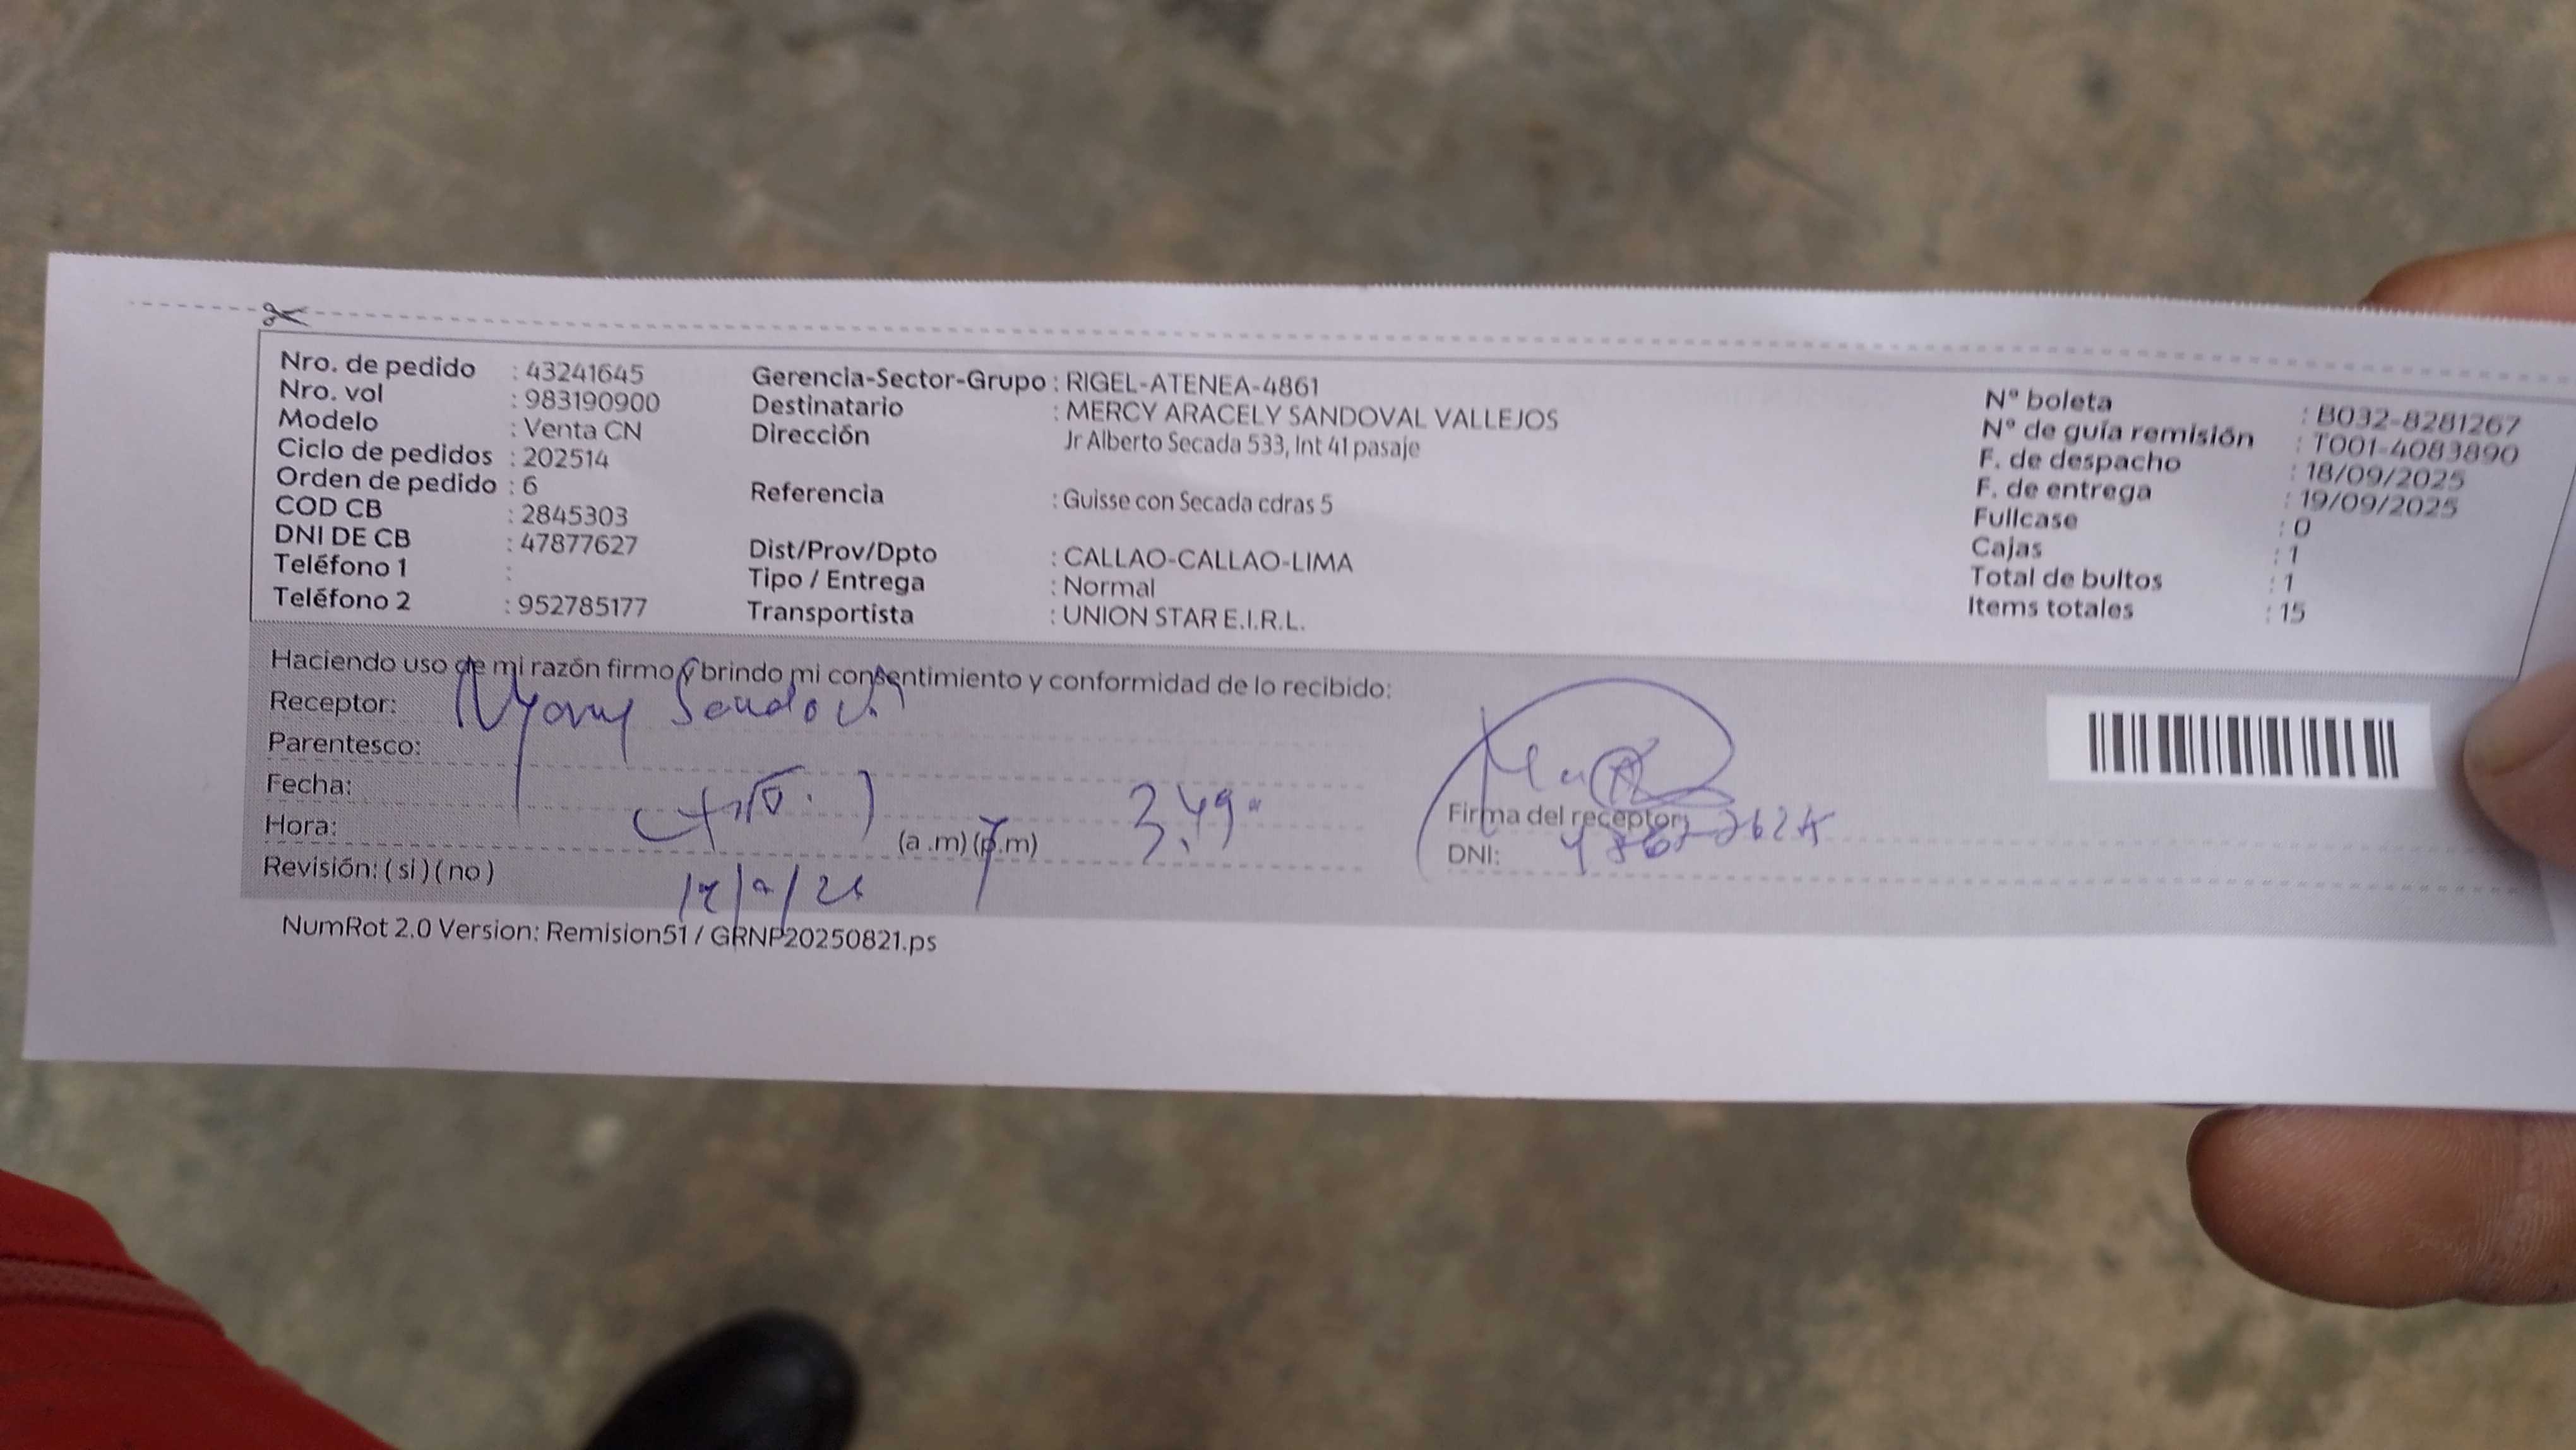 Nro. de pedido : 43241645
Nro. vol : 983190900
Modelo : Venta CN
Ciclo de pedidos : 202514
Orden de pedido : 6
COD CB : 2845303
DNI DE CB : 47877627
Teléfono 1 :
Teléfono 2 : 952785177
Gerencia-Sector-Grupo : RIGEL-ATENEA-4861
Destinatario : MERCY ARACELY SANDOVAL VALLEJOS
Dirección Jr Alberto Secada 533, Int 41 pasaje
Referencia : Guisse con Secada cdras 5
Dist/Prov/Dpto : CALLAO-CALLAO-LIMA
Tipo / Entrega : Normal
Transportista : UNION STAR E.I.R.L.
N° boleta : B032-8281267
N° de guía remisión : T001-4083890
F. de despacho : 18/09/2025
F. de entrega : 19/09/2025
Fullcase : 0
Cajas : 1
Total de bultos : 1
Items totales : 15
Haciendo uso de mi razón firmo y brindo mi consentimiento y conformidad de lo recibido:
Receptor:
Parentesco:
Fecha:
Hora: (a .m) (p.m) 3.49
Revisión: ( si ) ( no )
Firma del receptor:
DNI:
NumRot 2.0 Version: Remision51 / GRNP20250821.ps